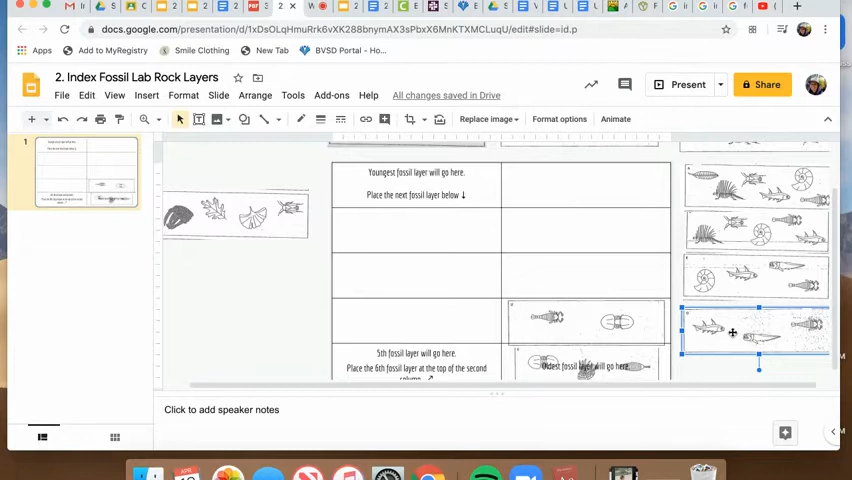 docs.google.com/presentation/d/1xDsOLqHmuRrk6vXK288bnymAX3sPbxX6MnKTXMCLuqU/edit#slide=id.p
Apps
Add to MyRegistry
Smile Clothing
New Tab
BVSD Portal - Ho...
2. Index Fossil Lab Rock Layers
File Edit View Insert Format Slide Arrange Tools Add-ons Help All changes saved in Drive
Present
Share
Replace image
Format options
Animate
1
Youngest fossil layer will go here.
Place the next fossil layer below ↓
5th fossil layer will go here.
Place the 6th fossil layer at the top of the second
Oldest fossil layer will go here.
Click to add speaker notes